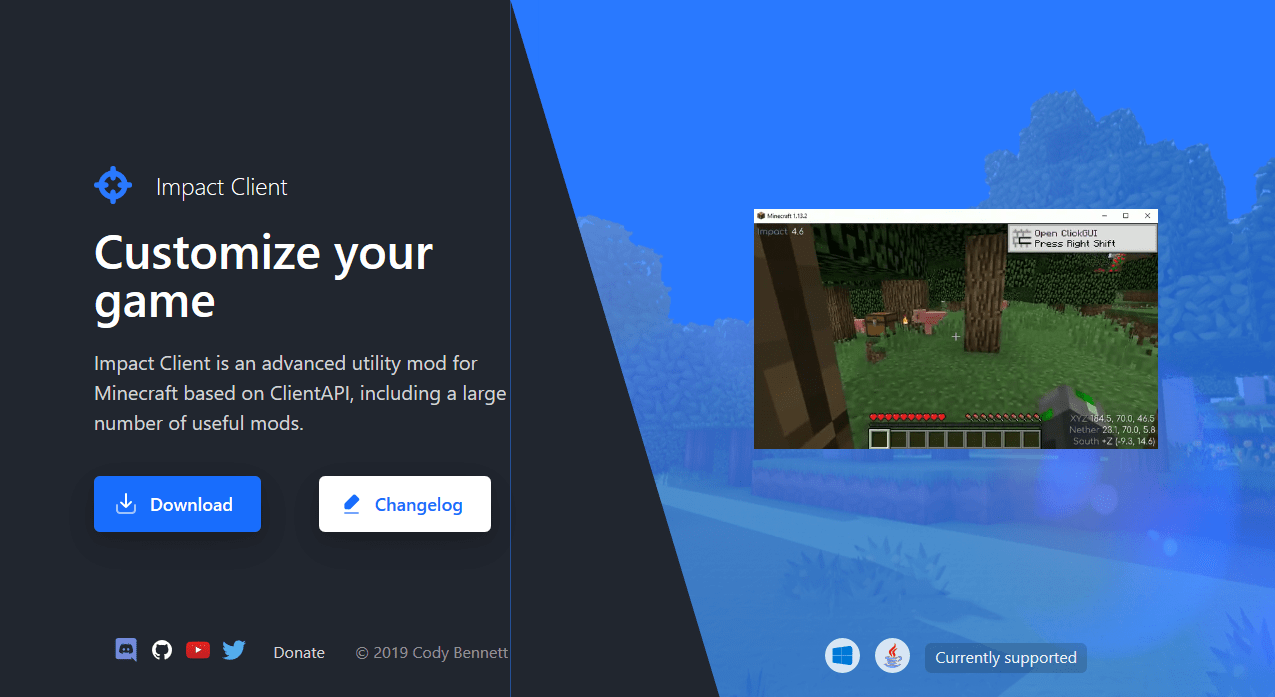 Impact Client
Customize your
game
Impact Client is an advanced utility mod for
Minecraft based on ClientAPI, including a large
number of useful mods.
Download
Changelog
Donate
© 2019 Cody Bennett
Minecraft 1.13.2
Impact 4.6
Open ClickGUI
Press Right Shift
XYZ 184.5, 70.0, 46.5
Nether 23.1, 70.0, 5.8
South +Z (-9.3, 14.6)
Currently supported